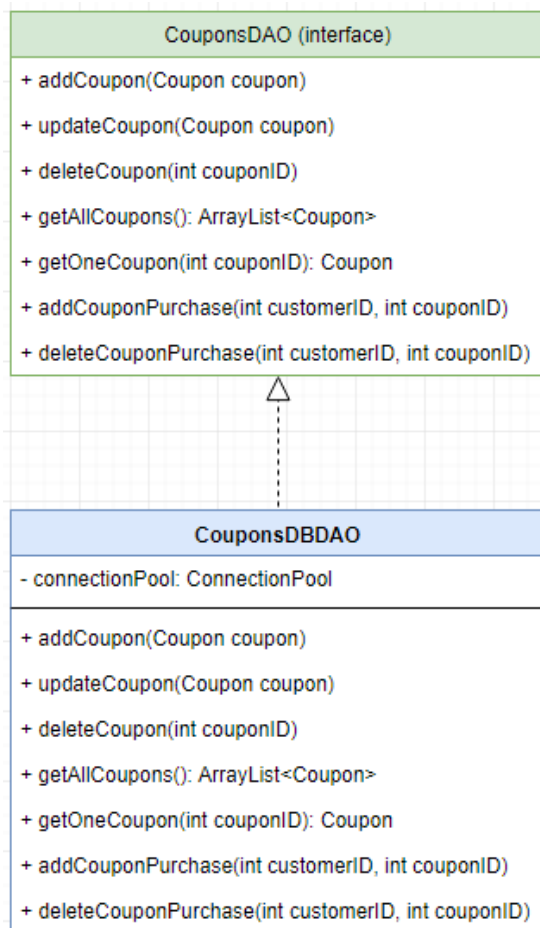 CouponsDAO (interface)
+ addCoupon(Coupon coupon)
+ updateCoupon(Coupon coupon)
+ deleteCoupon(int couponID)
+ getAllCoupons(): ArrayList<Coupon>
+ getOneCoupon(int couponID): Coupon
+ addCouponPurchase(int customerID, int couponID)
+ deleteCouponPurchase(int customerID, int couponID)
CouponsDBDAO
- connectionPool: ConnectionPool
+ addCoupon(Coupon coupon)
+ updateCoupon(Coupon coupon)
+ deleteCoupon(int couponID)
+ getAllCoupons(): ArrayList<Coupon>
+ getOneCoupon(int couponID): Coupon
+ addCouponPurchase(int customerID, int couponID)
+ deleteCouponPurchase(int customerID, int couponID)